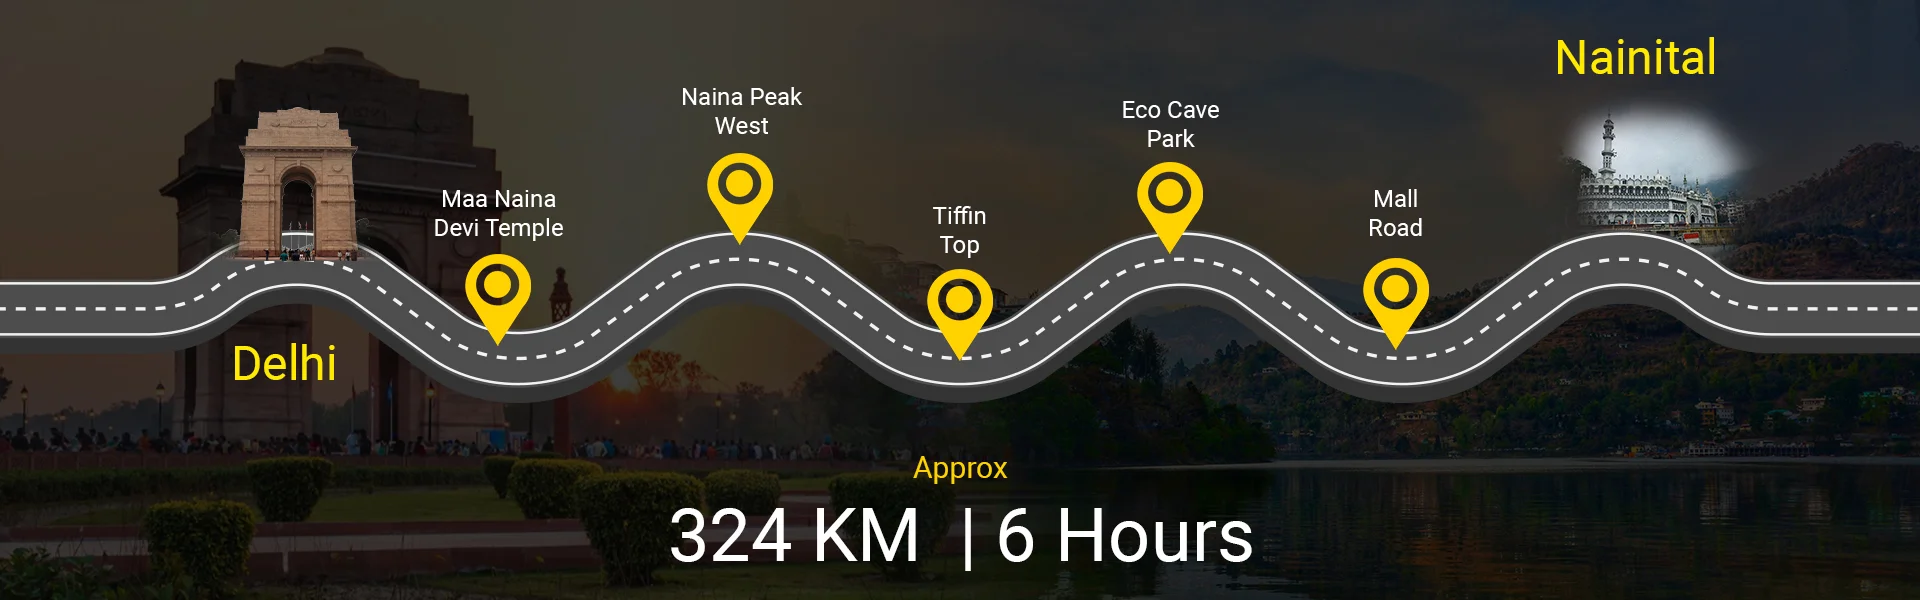 Nainital
Naina Peak
West
Eco Cave
Park
Maa Naina
Devi Temple
Tiffin
Top
Mall
Road
Delhi
Approx
324 KM | 6 Hours